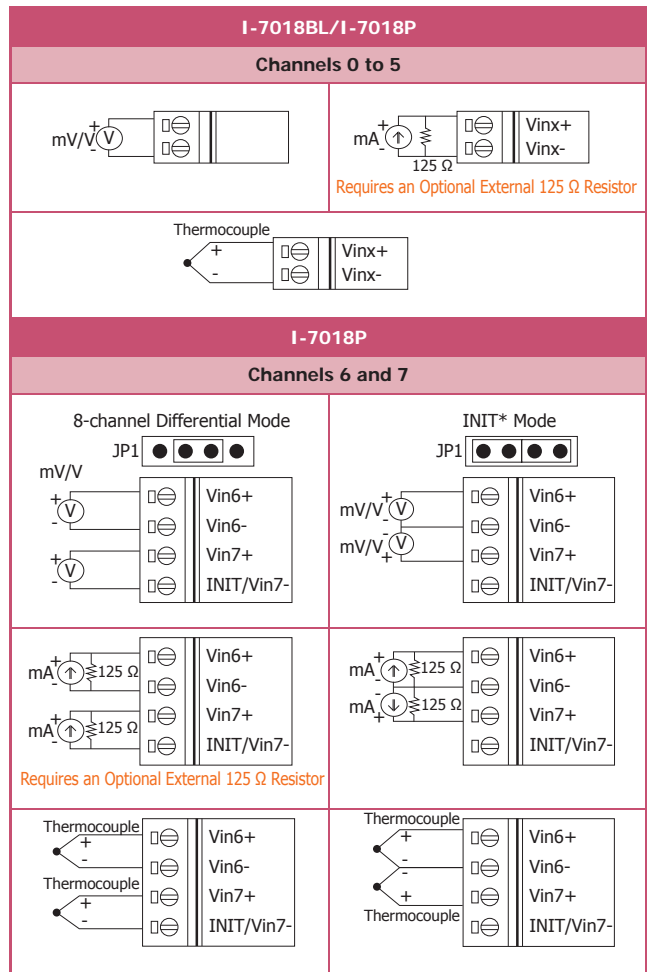 I-7018BL/I-7018P
Channels 0 to 5
mV/V
+
V
-
mA
+
-
125 Ω
Vinx+
Vinx-
Requires an Optional External 125 Ω Resistor
Thermocouple
+
-
Vinx+
Vinx-
I-7018P
Channels 6 and 7
8-channel Differential Mode
JP1
mV/V
+
V
-
+
V
-
Vin6+
Vin6-
Vin7+
INIT/Vin7-
INIT* Mode
JP1
mV/V
+
V
-
mV/V
-
V
+
Vin6+
Vin6-
Vin7+
INIT/Vin7-
mA
+
-
125 Ω
mA
+
-
125 Ω
Vin6+
Vin6-
Vin7+
INIT/Vin7-
Requires an Optional External 125 Ω Resistor
mA
+
-
125 Ω
mA
-
+
125 Ω
Vin6+
Vin6-
Vin7+
INIT/Vin7-
Thermocouple
+
-
Thermocouple
+
-
Vin6+
Vin6-
Vin7+
INIT/Vin7-
Thermocouple
+
-
-
+
Thermocouple
Vin6+
Vin6-
Vin7+
INIT/Vin7-